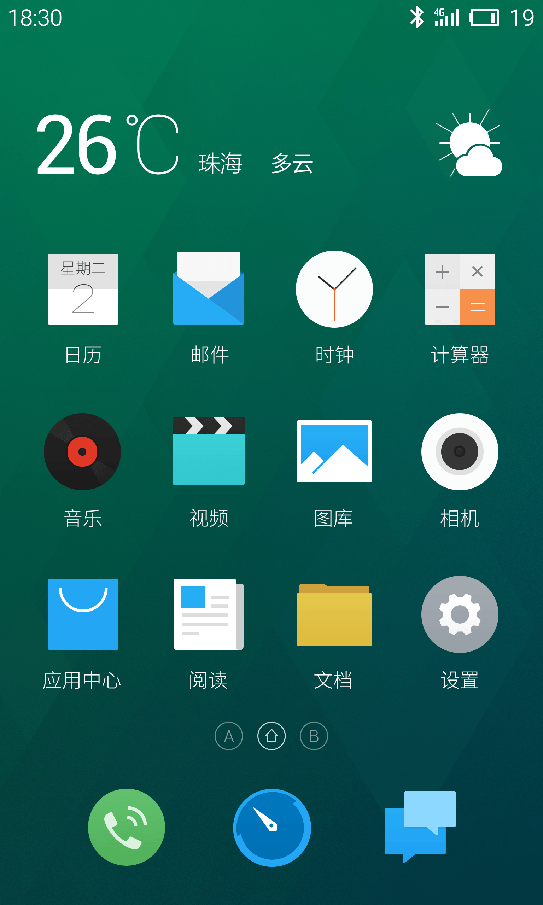 18:30 4G 19
26℃ 珠海 多云
星期二
2
日历 邮件 时钟 计算器
音乐 视频 图库 相机
应用中心 阅读 文档 设置
A B